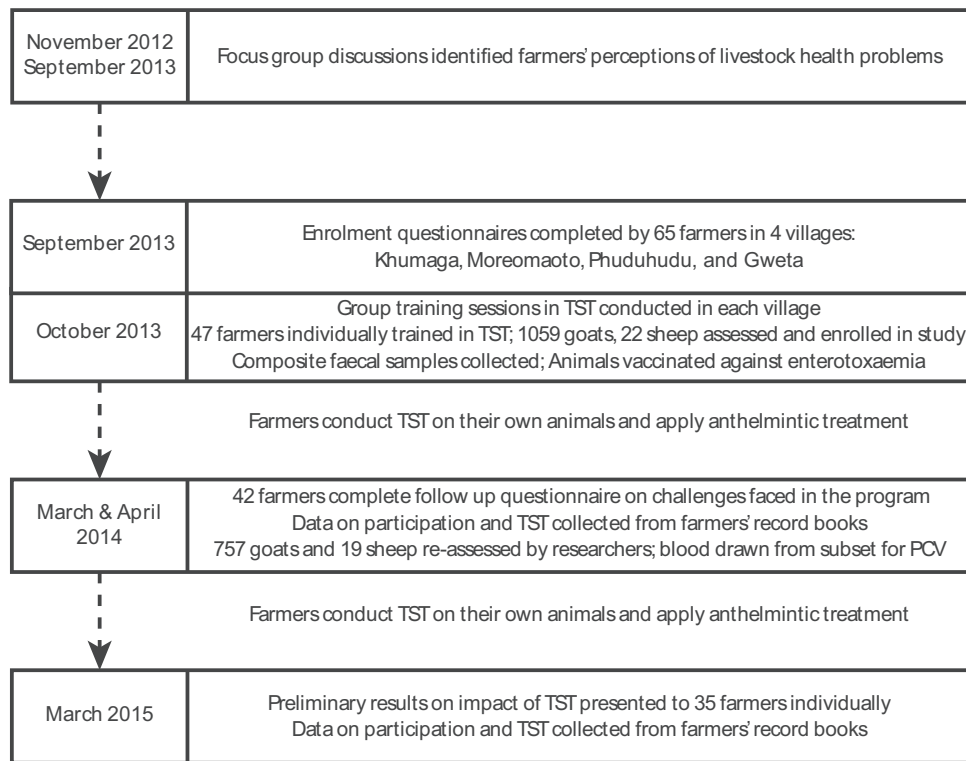 November 2012
September 2013
Focus group discussions identified farmers' perceptions of livestock health problems
September 2013
Enrolment questionnaires completed by 65 farmers in 4 villages:
Khumaga, Moreomaoto, Phuduhudu, and Gweta
October 2013
Group training sessions in TST conducted in each village
47 farmers individually trained in TST; 1059 goats, 22 sheep assessed and enrolled in study
Composite faecal samples collected; Animals vaccinated against enterotoxaemia
Farmers conduct TST on their own animals and apply anthelmintic treatment
March & April
2014
42 farmers complete follow up questionnaire on challenges faced in the program
Data on participation and TST collected from farmers' record books
757 goats and 19 sheep re-assessed by researchers; blood drawn from subset for PCV
Farmers conduct TST on their own animals and apply anthelmintic treatment
March 2015
Preliminary results on impact of TST presented to 35 farmers individually
Data on participation and TST collected from farmers' record books